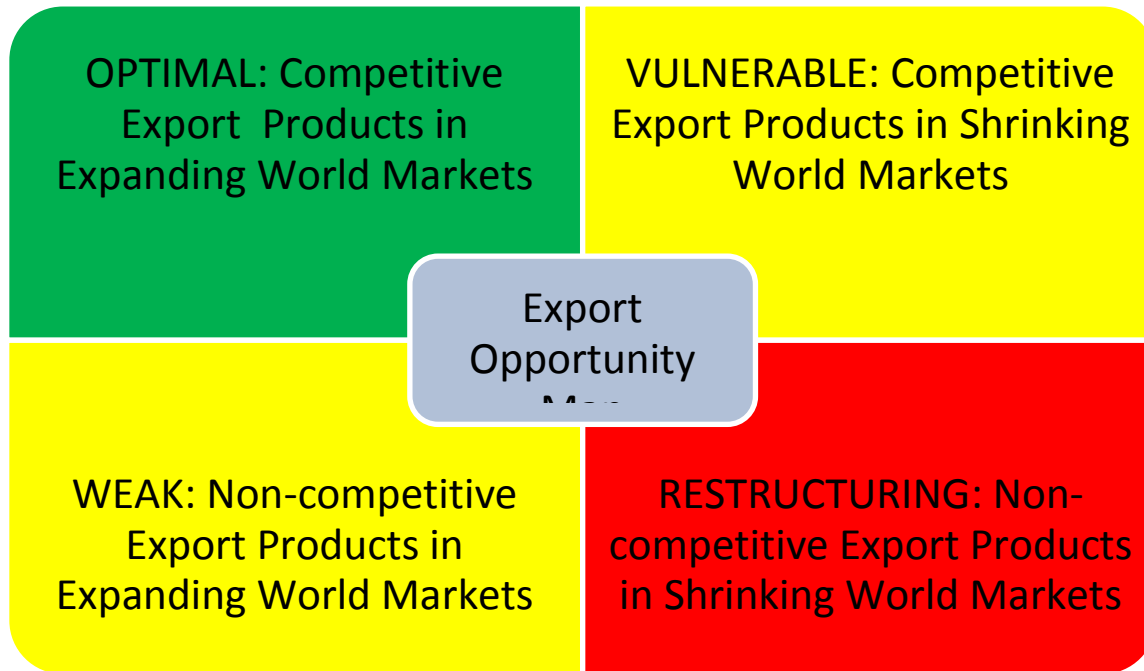 OPTIMAL: Competitive
Export Products in
Expanding World Markets
VULNERABLE: Competitive
Export Products in Shrinking
World Markets
Export
Opportunity
WEAK: Non-competitive
Export Products in
Expanding World Markets
RESTRUCTURING: Non-
competitive Export Products
in Shrinking World Markets